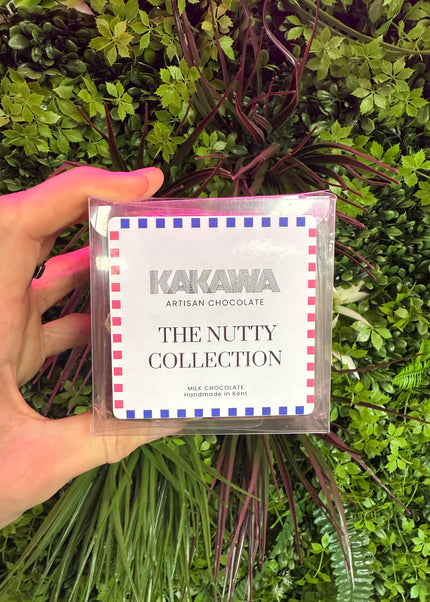 KAKAWA
ARTISAN CHOCOLATE
THE NUTTY
COLLECTION
MILK CHOCOLATE
Handmade in Kent